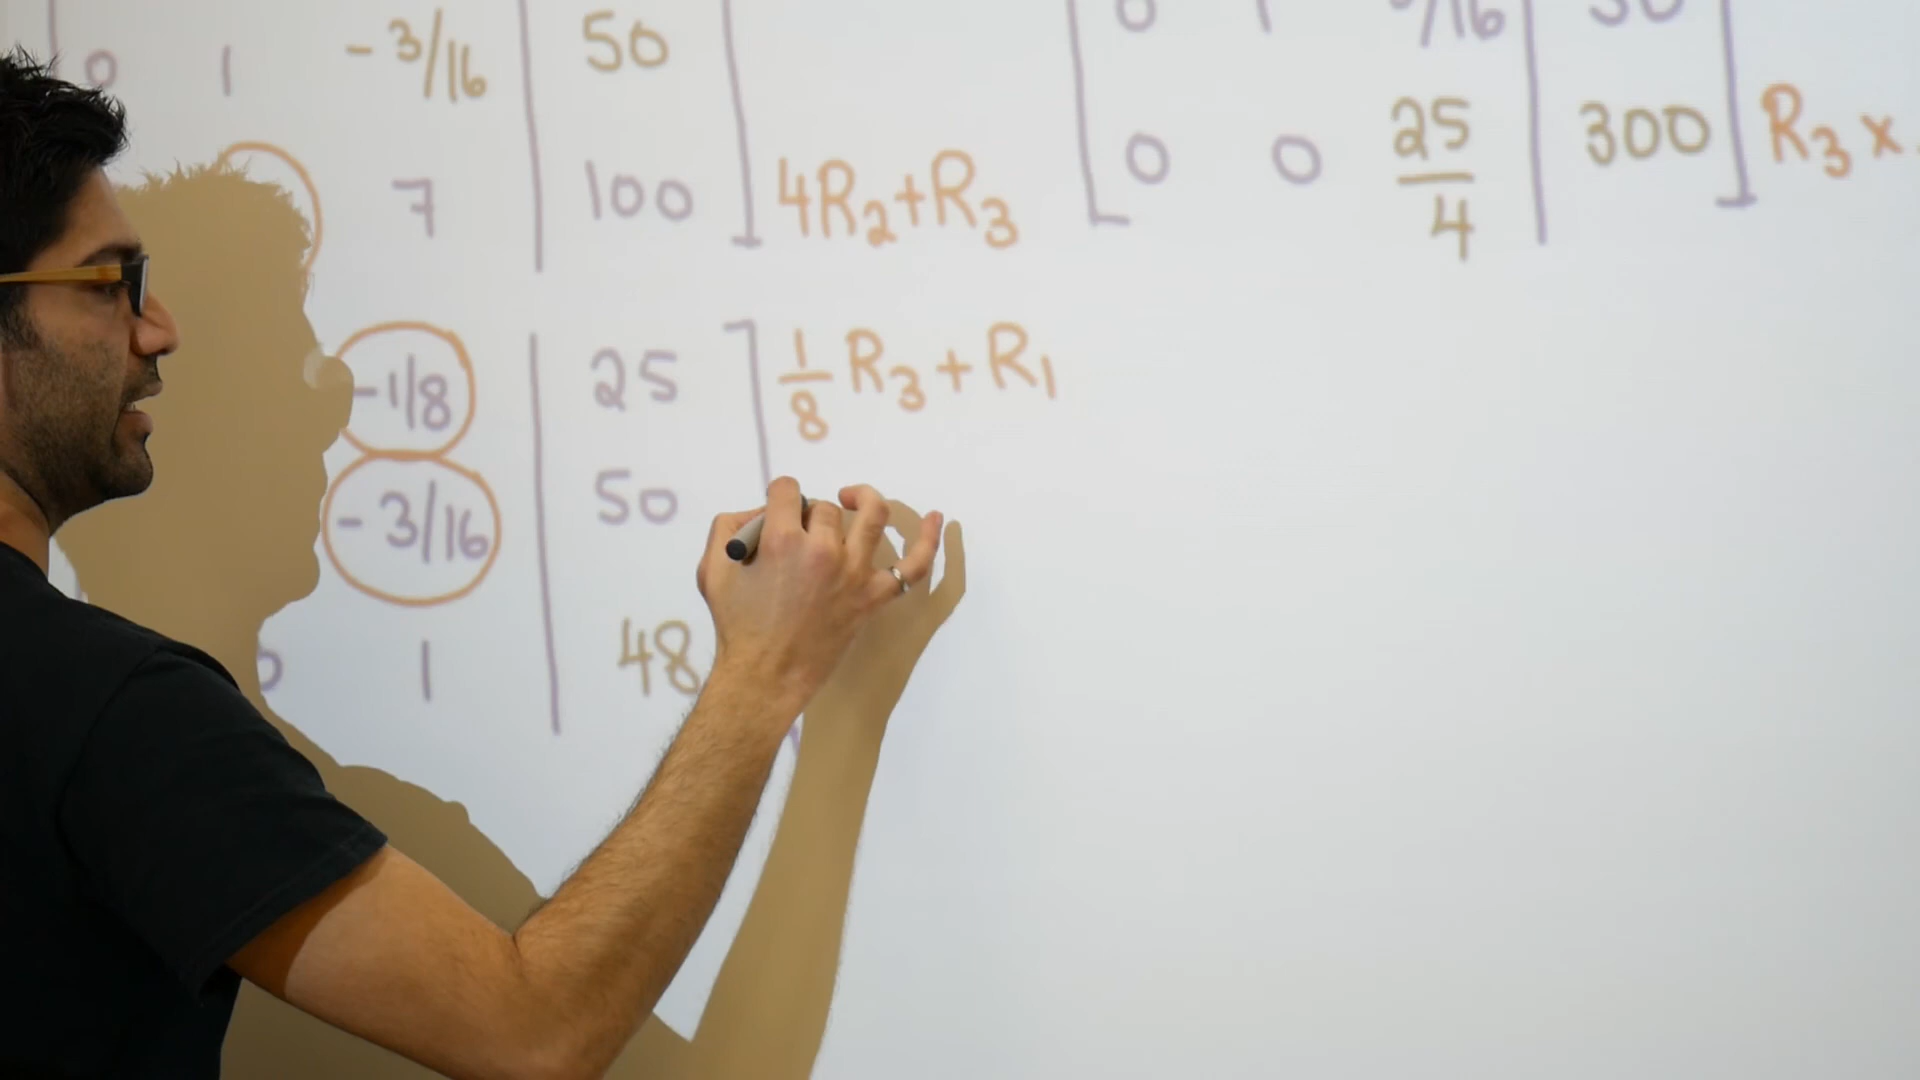 0 1 - 3/16 50
7 100 4R₂+R₃
0 1 /16 50
0 0 25/4 300 R₃ x
-1/8 25 1/8 R₃ + R₁
- 3/16 50
0 1 48